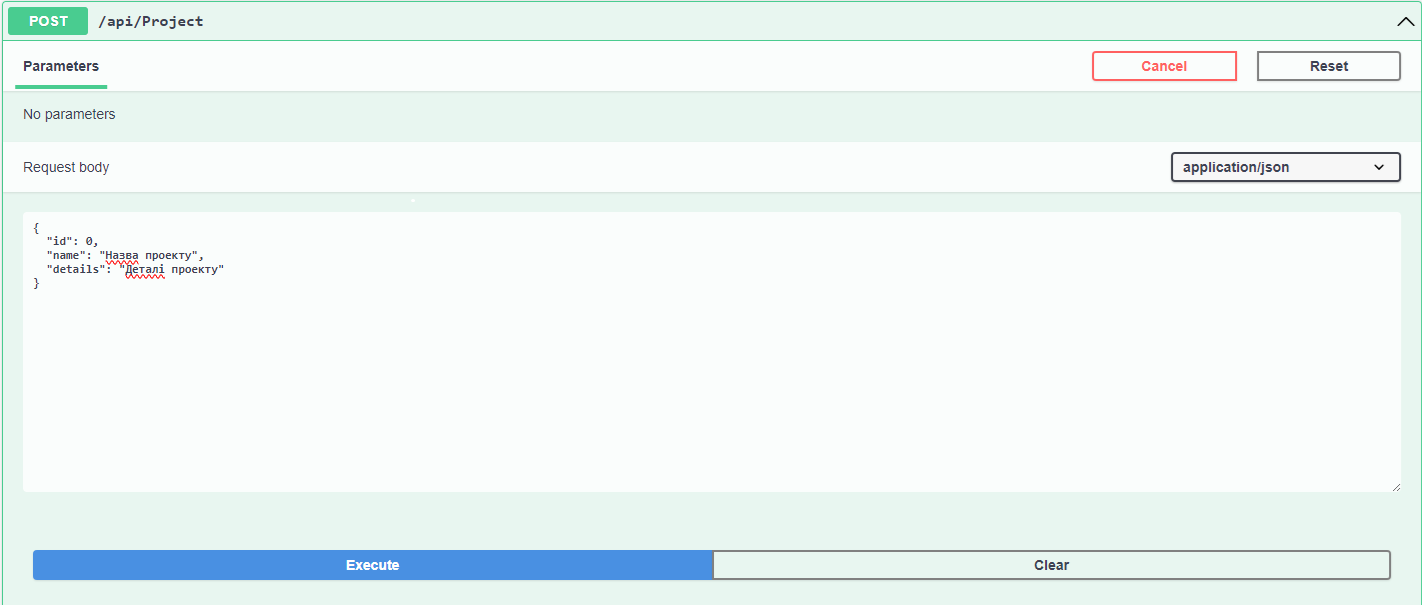 POST /api/Project
Parameters Cancel Reset
No parameters
Request body application/json
{
  "id": 0,
  "name": "Назва проекту",
  "details": "Деталі проекту"
}
Execute Clear